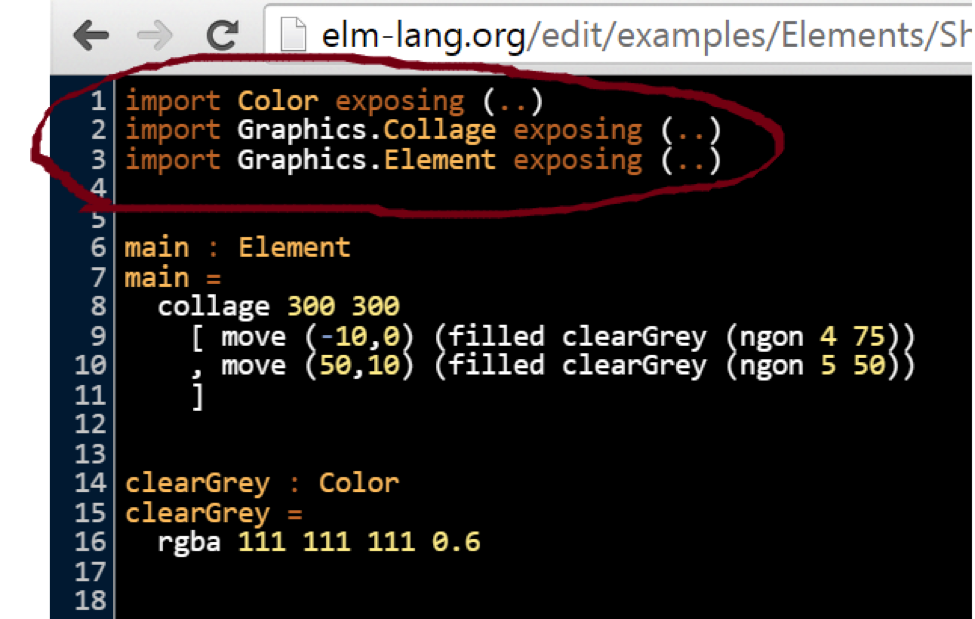 elm-lang.org/edit/examples/Elements/Sh
1 import Color exposing (..)
2 import Graphics.Collage exposing (..)
3 import Graphics.Element exposing (..)
4
5
6 main : Element
7 main =
8   collage 300 300
9     [ move (-10,0) (filled clearGrey (ngon 4 75))
10     , move (50,10) (filled clearGrey (ngon 5 50))
11     ]
12
13
14 clearGrey : Color
15 clearGrey =
16   rgba 111 111 111 0.6
17
18